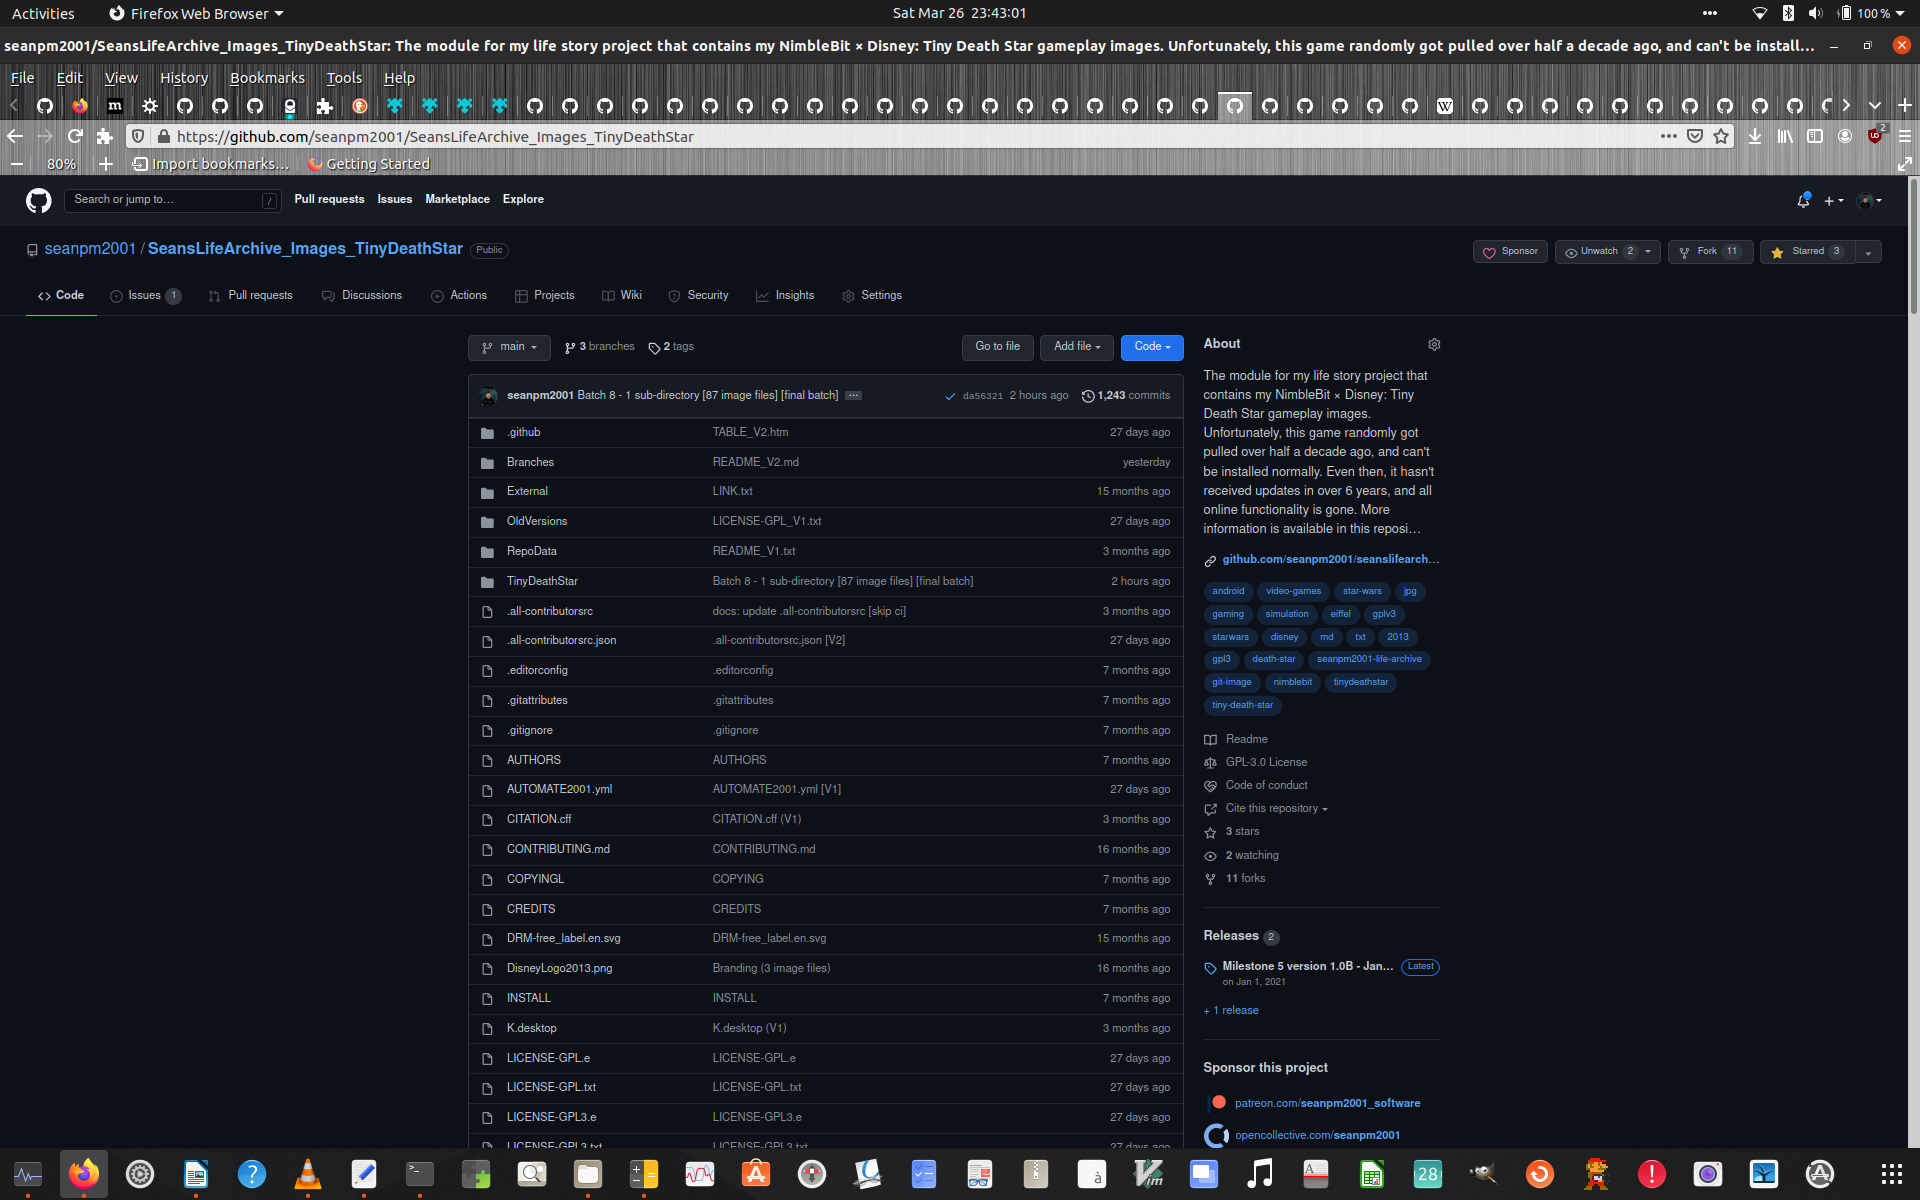 Activities
Firefox Web Browser
Sat Mar 26 23:43:01
100 %
seanpm2001/SeansLifeArchive_Images_TinyDeathStar: The module for my life story project that contains my NimbleBit × Disney: Tiny Death Star gameplay images. Unfortunately, this game randomly got pulled over half a decade ago, and can't be install...
File Edit View History Bookmarks Tools Help
https://github.com/seanpm2001/SeansLifeArchive_Images_TinyDeathStar
2
80%
Import bookmarks...
Getting Started
Search or jump to...
/
Pull requests Issues Marketplace Explore
seanpm2001 / SeansLifeArchive_Images_TinyDeathStar Public
Sponsor
Unwatch 2
Fork 11
Starred 3
Code
Issues 1
Pull requests
Discussions
Actions
Projects
Wiki
Security
Insights
Settings
main
3 branches
2 tags
Go to file
Add file
Code
seanpm2001 Batch 8 - 1 sub-directory [87 image files] [final batch] ... da56321 2 hours ago 1,243 commits
.github TABLE_V2.htm 27 days ago
Branches README_V2.md yesterday
External LINK.txt 15 months ago
OldVersions LICENSE-GPL_V1.txt 27 days ago
RepoData README_V1.txt 3 months ago
TinyDeathStar Batch 8 - 1 sub-directory [87 image files] [final batch] 2 hours ago
.all-contributorsrc docs: update .all-contributorsrc [skip ci] 3 months ago
.all-contributorsrc.json .all-contributorsrc.json [V2] 27 days ago
.editorconfig .editorconfig 7 months ago
.gitattributes .gitattributes 7 months ago
.gitignore .gitignore 7 months ago
AUTHORS AUTHORS 7 months ago
AUTOMATE2001.yml AUTOMATE2001.yml [V1] 27 days ago
CITATION.cff CITATION.cff (V1) 3 months ago
CONTRIBUTING.md CONTRIBUTING.md 16 months ago
COPYINGL COPYING 7 months ago
CREDITS CREDITS 7 months ago
DRM-free_label.en.svg DRM-free_label.en.svg 15 months ago
DisneyLogo2013.png Branding (3 image files) 16 months ago
INSTALL INSTALL 7 months ago
K.desktop K.desktop (V1) 3 months ago
LICENSE-GPL.e LICENSE-GPL.e 27 days ago
LICENSE-GPL.txt LICENSE-GPL.txt 27 days ago
LICENSE-GPL3.e LICENSE-GPL3.e 27 days ago
LICENSE-GPL3.txt LICENSE-GPL3.txt 27 days ago
About
The module for my life story project that
contains my NimbleBit × Disney: Tiny
Death Star gameplay images.
Unfortunately, this game randomly got
pulled over half a decade ago, and can't
be installed normally. Even then, it hasn't
received updates in over 6 years, and all
online functionality is gone. More
information is available in this reposi...
github.com/seanpm2001/seanslifearch...
android video-games star-wars jpg
gaming simulation eiffel gplv3
starwars disney md txt 2013
gpl3 death-star seanpm2001-life-archive
git-image nimblebit tinydeathstar
tiny-death-star
Readme
GPL-3.0 License
Code of conduct
Cite this repository
3 stars
2 watching
11 forks
Releases 2
Milestone 5 version 1.0B - Jan... Latest
on Jan 1, 2021
+ 1 release
Sponsor this project
patreon.com/seanpm2001_software
opencollective.com/seanpm2001
28